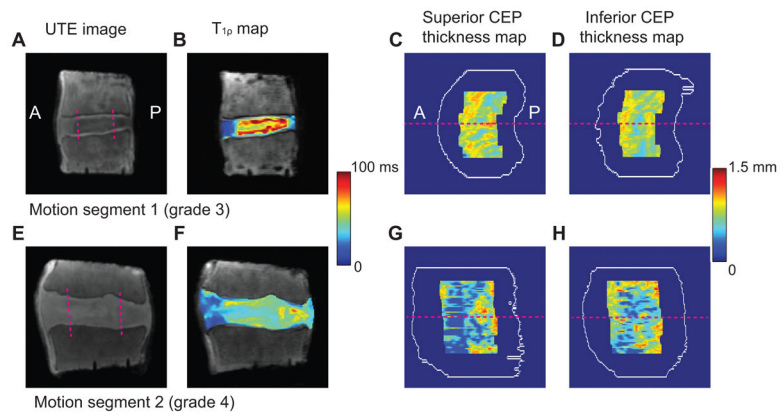 UTE image
T1ρ map
Superior CEP
thickness map
Inferior CEP
thickness map
A
B
C
D
A
P
A
P
100 ms
0
1.5 mm
0
Motion segment 1 (grade 3)
E
F
G
H
Motion segment 2 (grade 4)